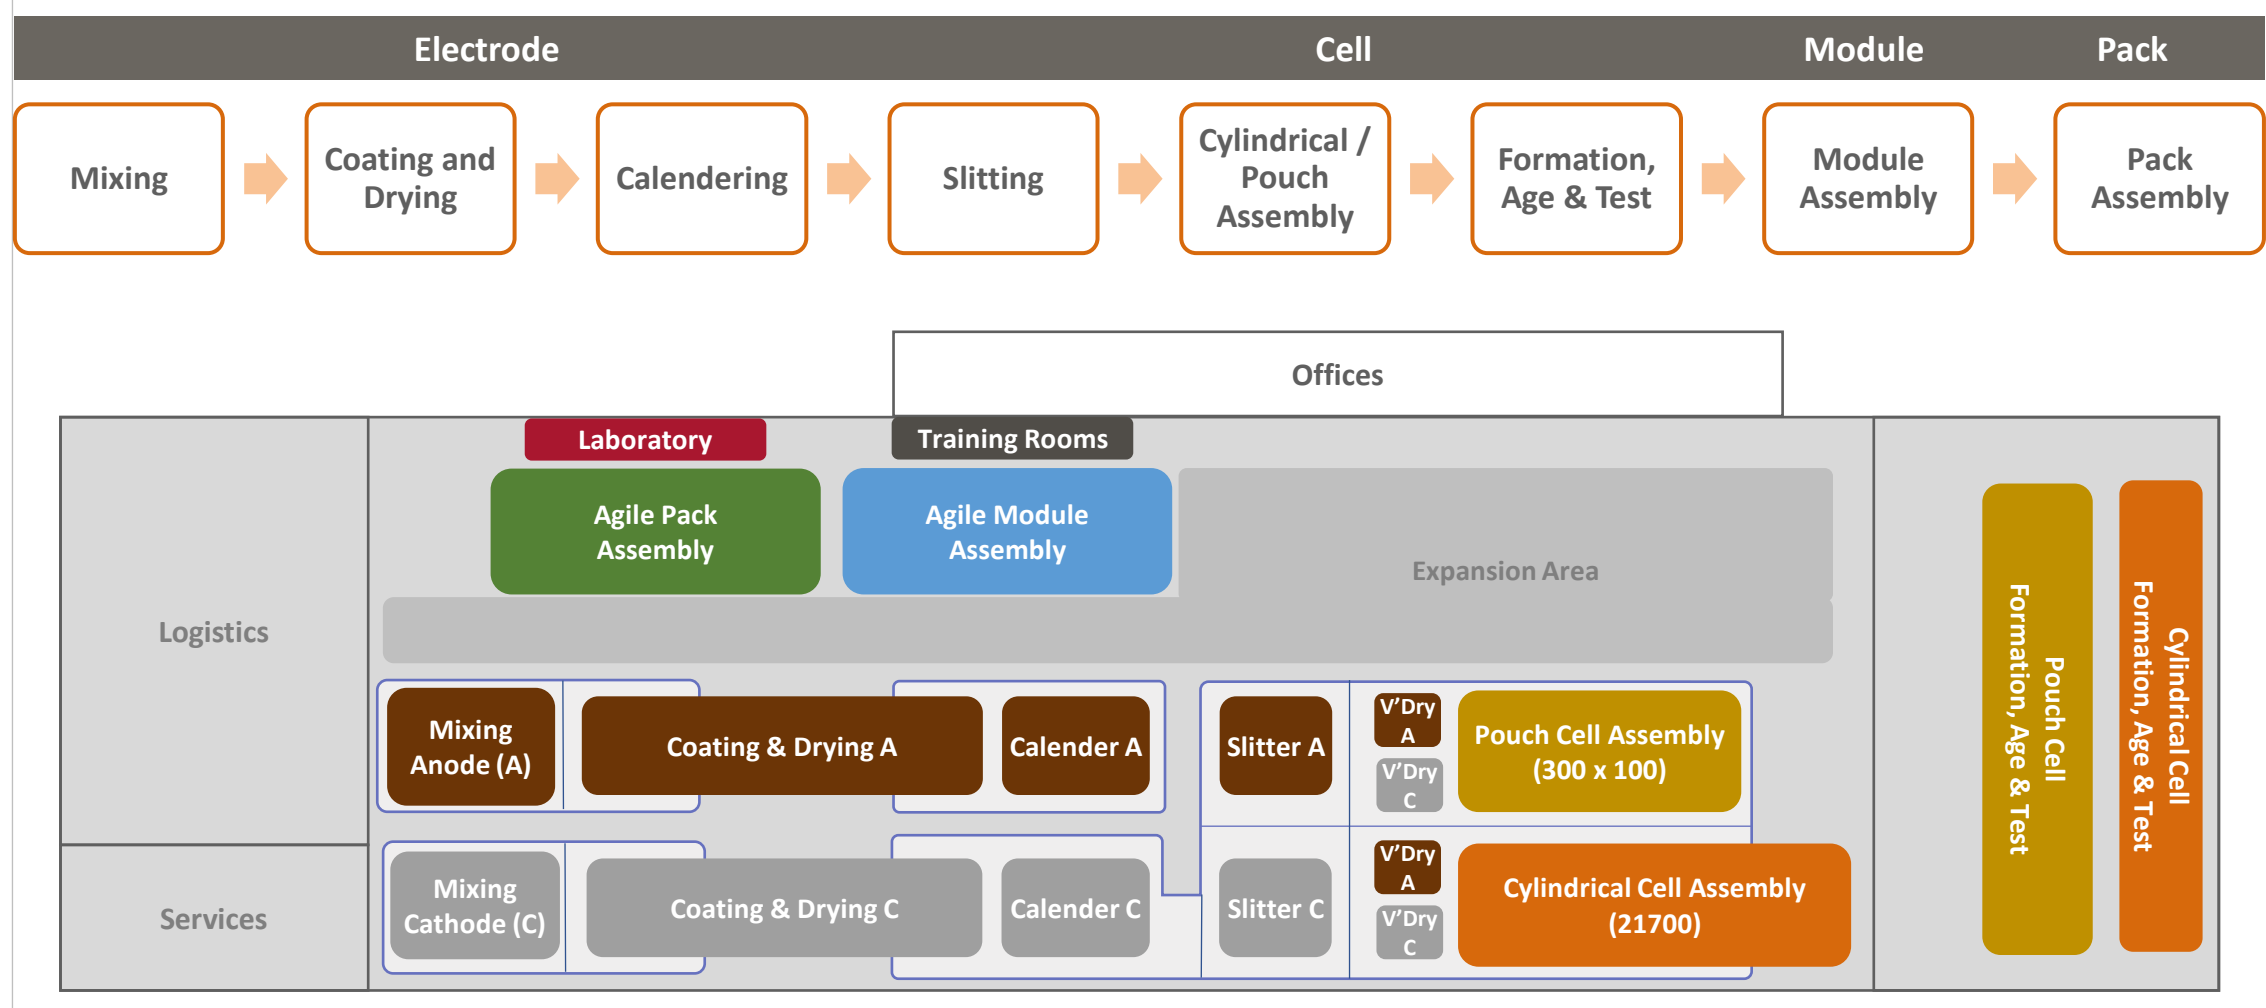 Electrode
Cell
Module
Pack
Mixing
Coating and
Drying
Calendering
Slitting
Cylindrical /
Pouch
Assembly
Formation,
Age & Test
Module
Assembly
Pack
Assembly
Offices
Laboratory
Training Rooms
Agile Pack
Assembly
Agile Module
Assembly
Expansion Area
Logistics
Services
Mixing
Anode (A)
Coating & Drying A
Calender A
Slitter A
V'Dry
A
V'Dry
C
Pouch Cell Assembly
(300 x 100)
Mixing
Cathode (C)
Coating & Drying C
Calender C
Slitter C
V'Dry
A
V'Dry
C
Cylindrical Cell Assembly
(21700)
Pouch Cell
Formation, Age & Test
Cylindrical Cell
Formation, Age & Test